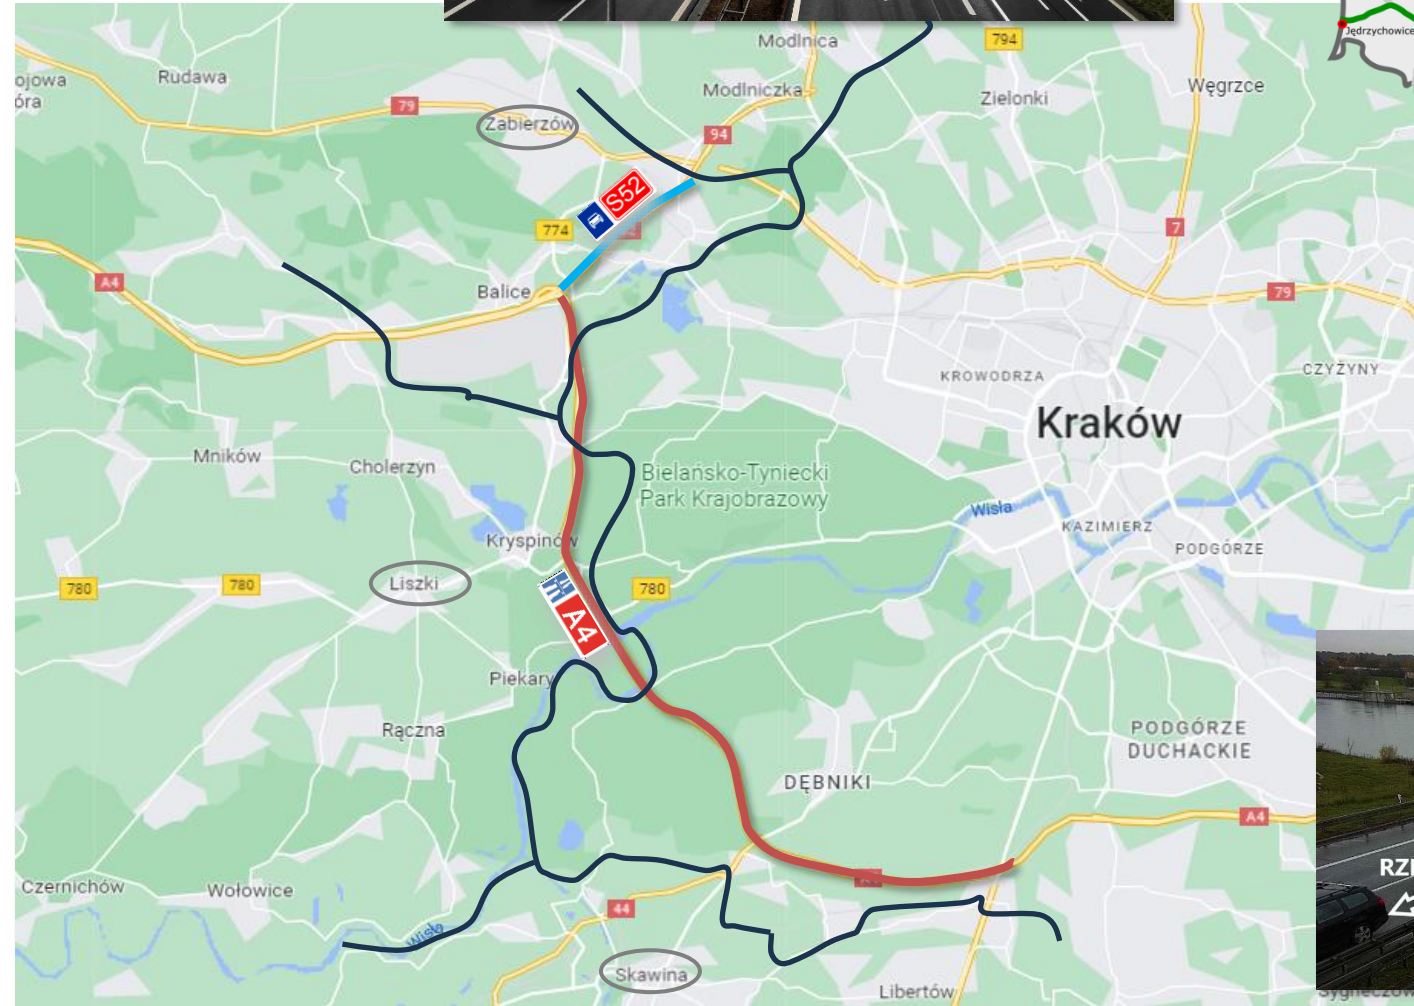 Jędrzychowice
Modlnica
794
ojowa
óra
Rudawa
79
Modlniczka
Zielonki
Węgrzce
Zabierzów
94
S52
774
7
A4
Balice
79
KROWODRZA
CZYŻYNY
Kraków
Mników
Cholerzyn
Bielańsko-Tyniecki
Park Krajobrazowy
Wisła
KAZIMIERZ
Kryspinów
PODGÓRZE
780
780
Liszki
780
A4
Piekary
Rączna
PODGÓRZE
DUCHACKIE
DĘBNIKI
A4
Czernichów
Wołowice
44
RZ
Wisła
Skawina
Libertów